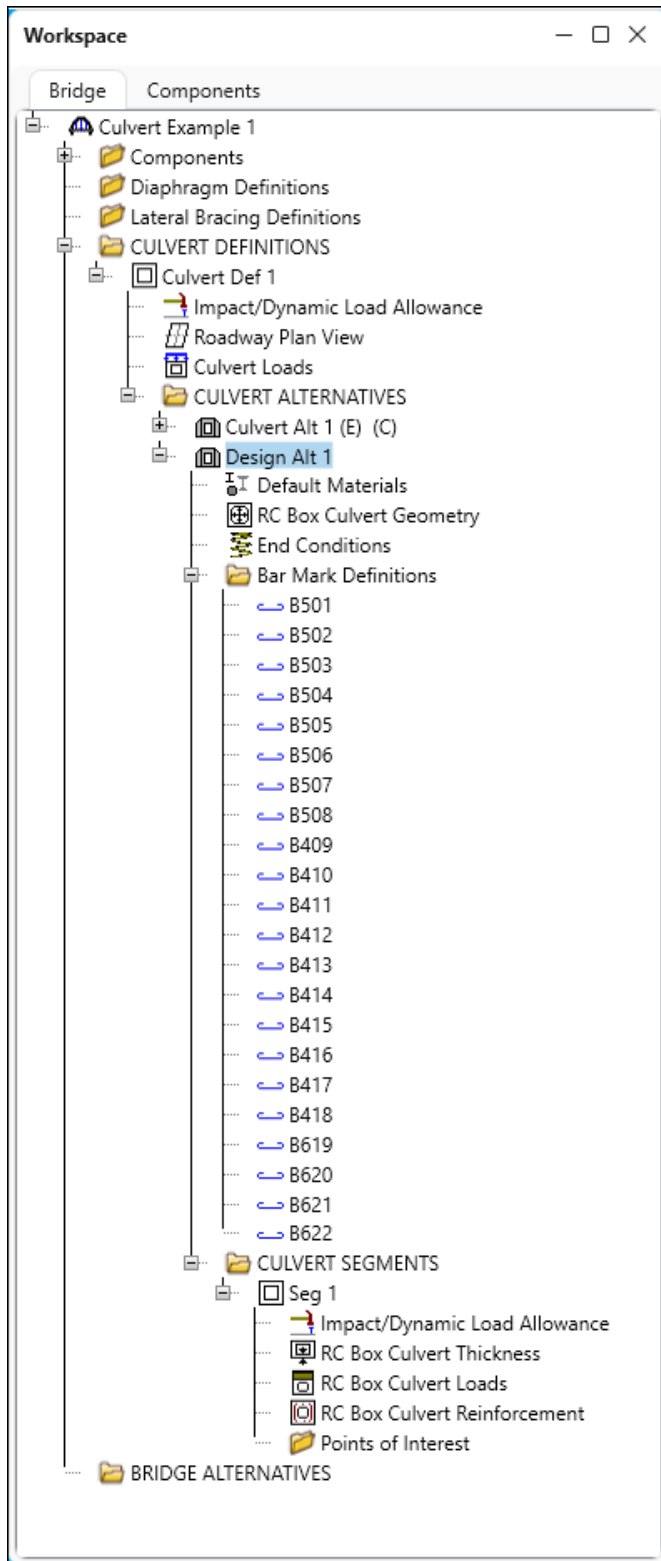 Workspace
Bridge Components
Culvert Example 1
Components
Diaphragm Definitions
Lateral Bracing Definitions
CULVERT DEFINITIONS
Culvert Def 1
Impact/Dynamic Load Allowance
Roadway Plan View
Culvert Loads
CULVERT ALTERNATIVES
Culvert Alt 1 (E) (C)
Design Alt 1
Default Materials
RC Box Culvert Geometry
End Conditions
Bar Mark Definitions
B501
B502
B503
B504
B505
B506
B507
B508
B409
B410
B411
B412
B413
B414
B415
B416
B417
B418
B619
B620
B621
B622
CULVERT SEGMENTS
Seg 1
Impact/Dynamic Load Allowance
RC Box Culvert Thickness
RC Box Culvert Loads
RC Box Culvert Reinforcement
Points of Interest
BRIDGE ALTERNATIVES